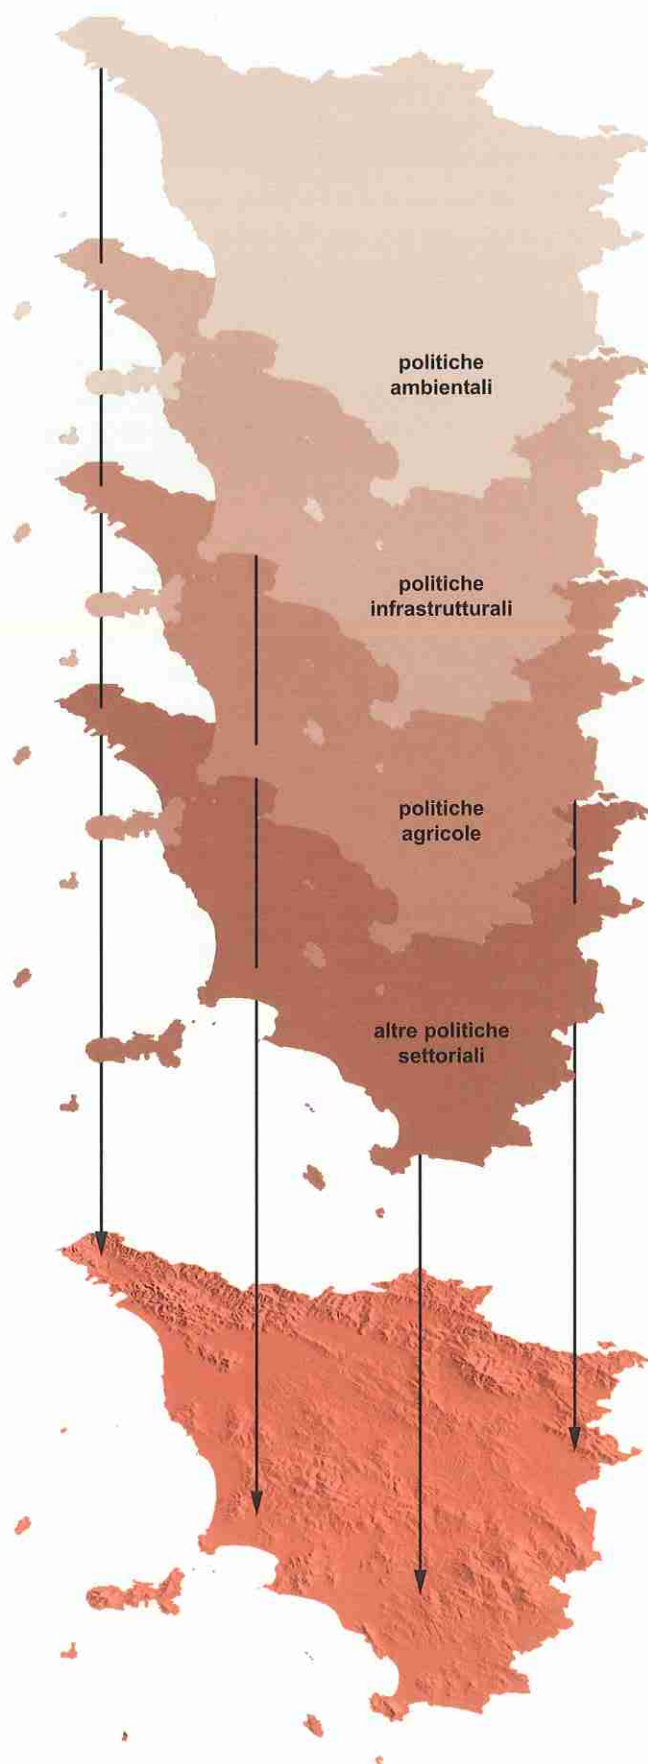 politiche
ambientali
politiche
infrastrutturali
politiche
agricole
altre politiche
settoriali